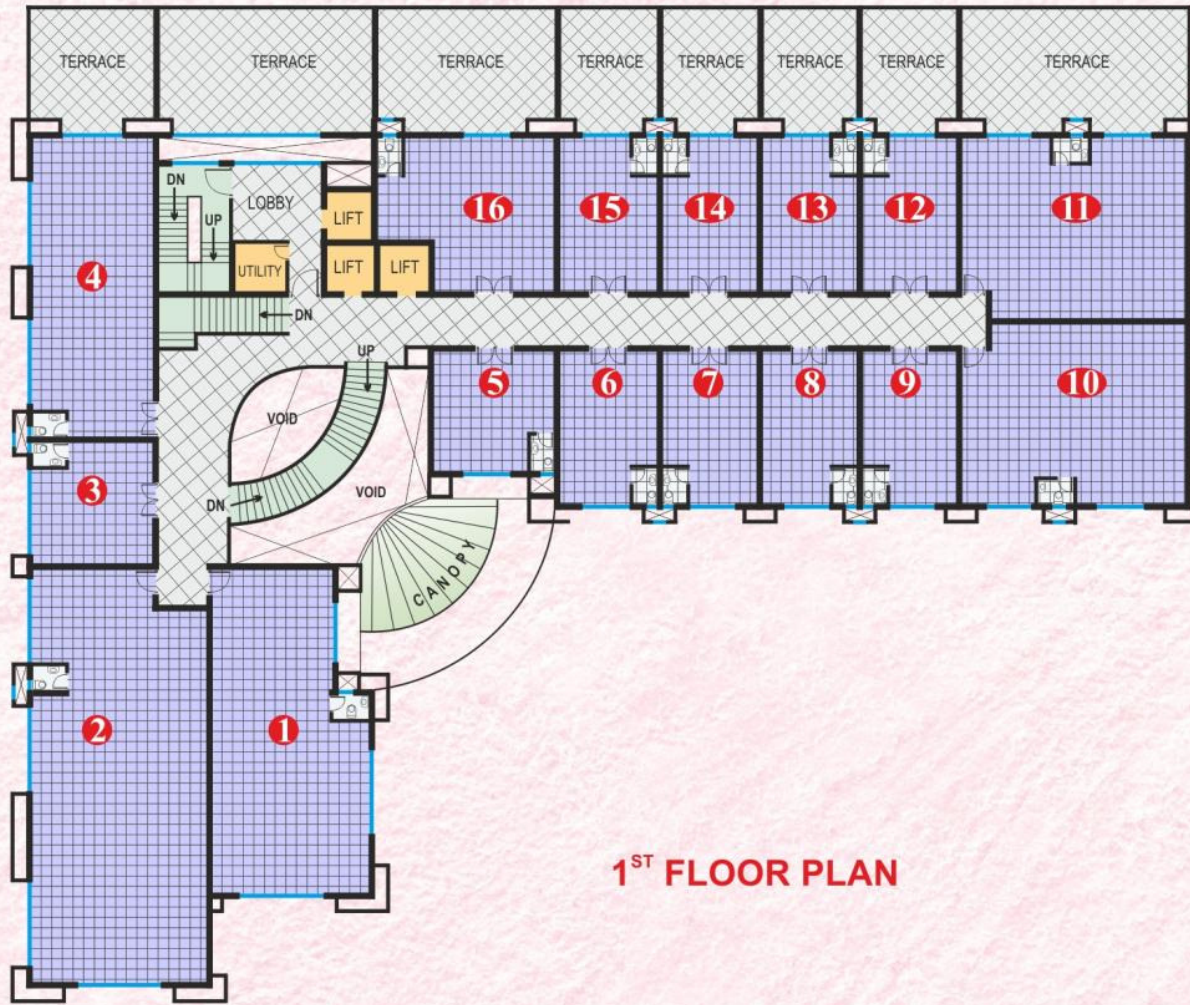 TERRACE TERRACE TERRACE TERRACE TERRACE TERRACE TERRACE TERRACE
DN
UP
LOBBY
LIFT
16 15 14 13 12 11
4
UTILITY
LIFT LIFT
DN
UP
5 6 7 8 9 10
VOID
3
DN
VOID
CANOPY
2 1
1ST FLOOR PLAN